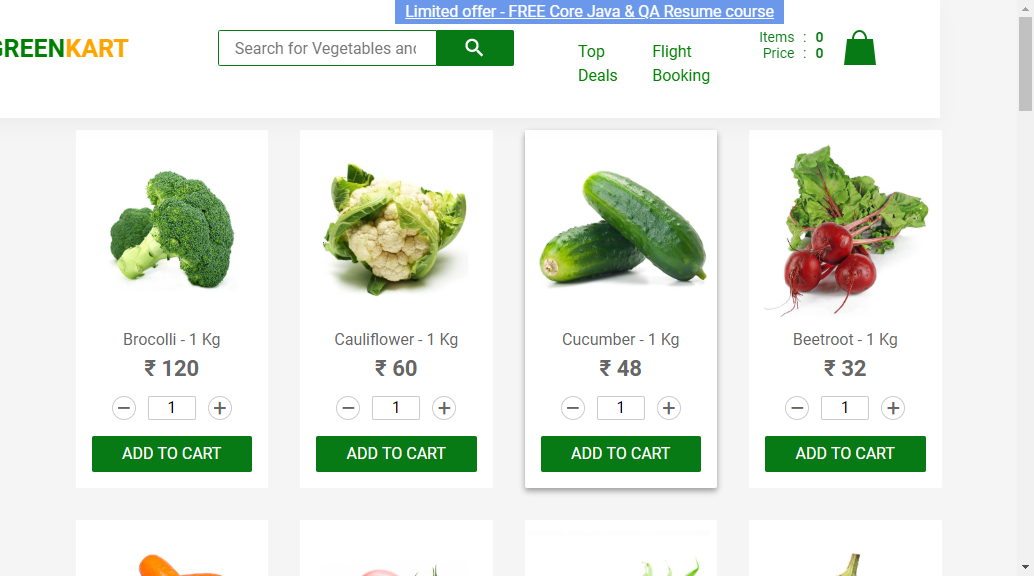 Limited offer - FREE Core Java & QA Resume course
GREENKART
Search for Vegetables and
Top Deals
Flight Booking
Items : 0
Price : 0
Brocolli - 1 Kg
₹ 120
− 1 +
ADD TO CART
Cauliflower - 1 Kg
₹ 60
− 1 +
ADD TO CART
Cucumber - 1 Kg
₹ 48
− 1 +
ADD TO CART
Beetroot - 1 Kg
₹ 32
− 1 +
ADD TO CART